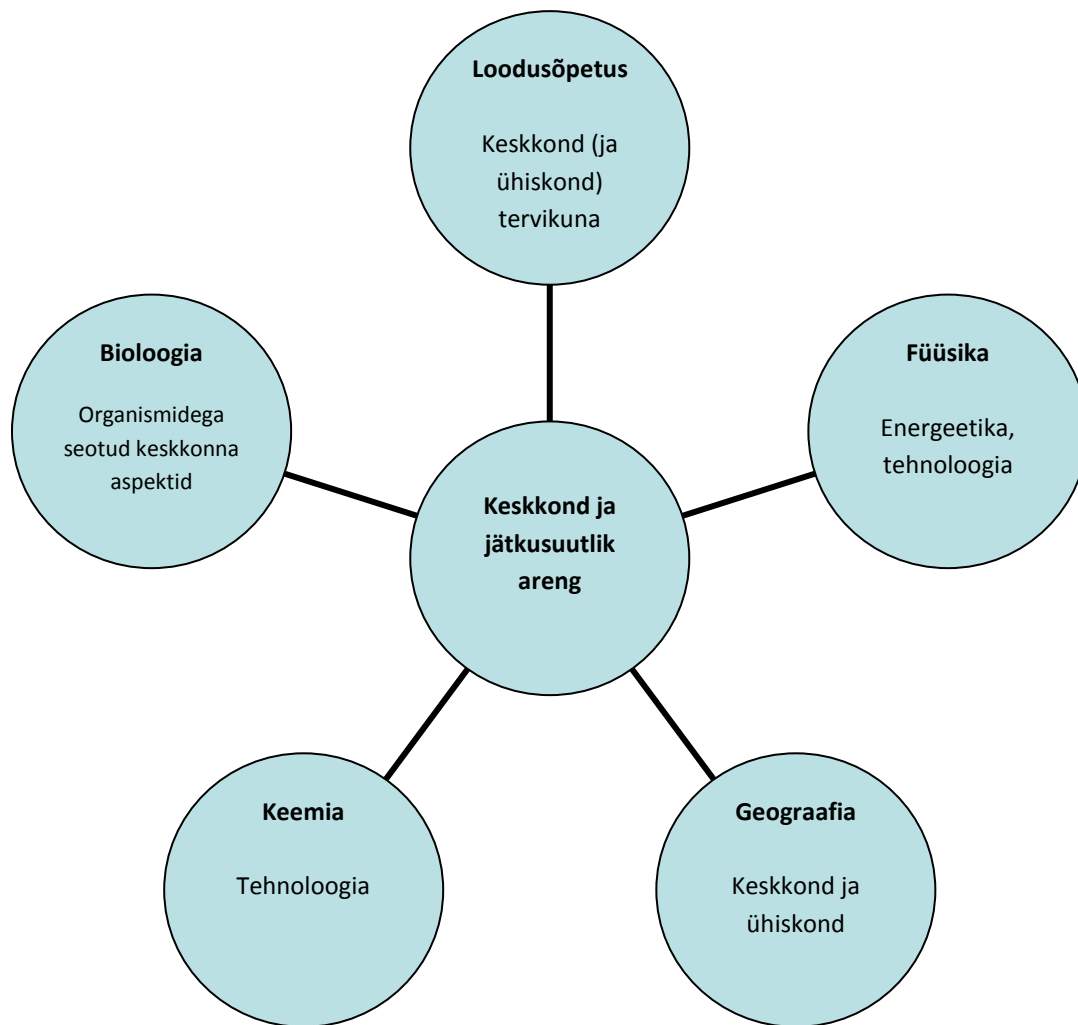 Loodusõpetus
Keskkond (ja
ühiskond)
tervikuna
Bioloogia
Organismidega
seotud keskkonna
aspektid
Füüsika
Energeetika,
tehnoloogia
Keskkond ja
jätkusuutlik
areng
Keemia
Tehnoloogia
Geograafia
Keskkond ja
ühiskond